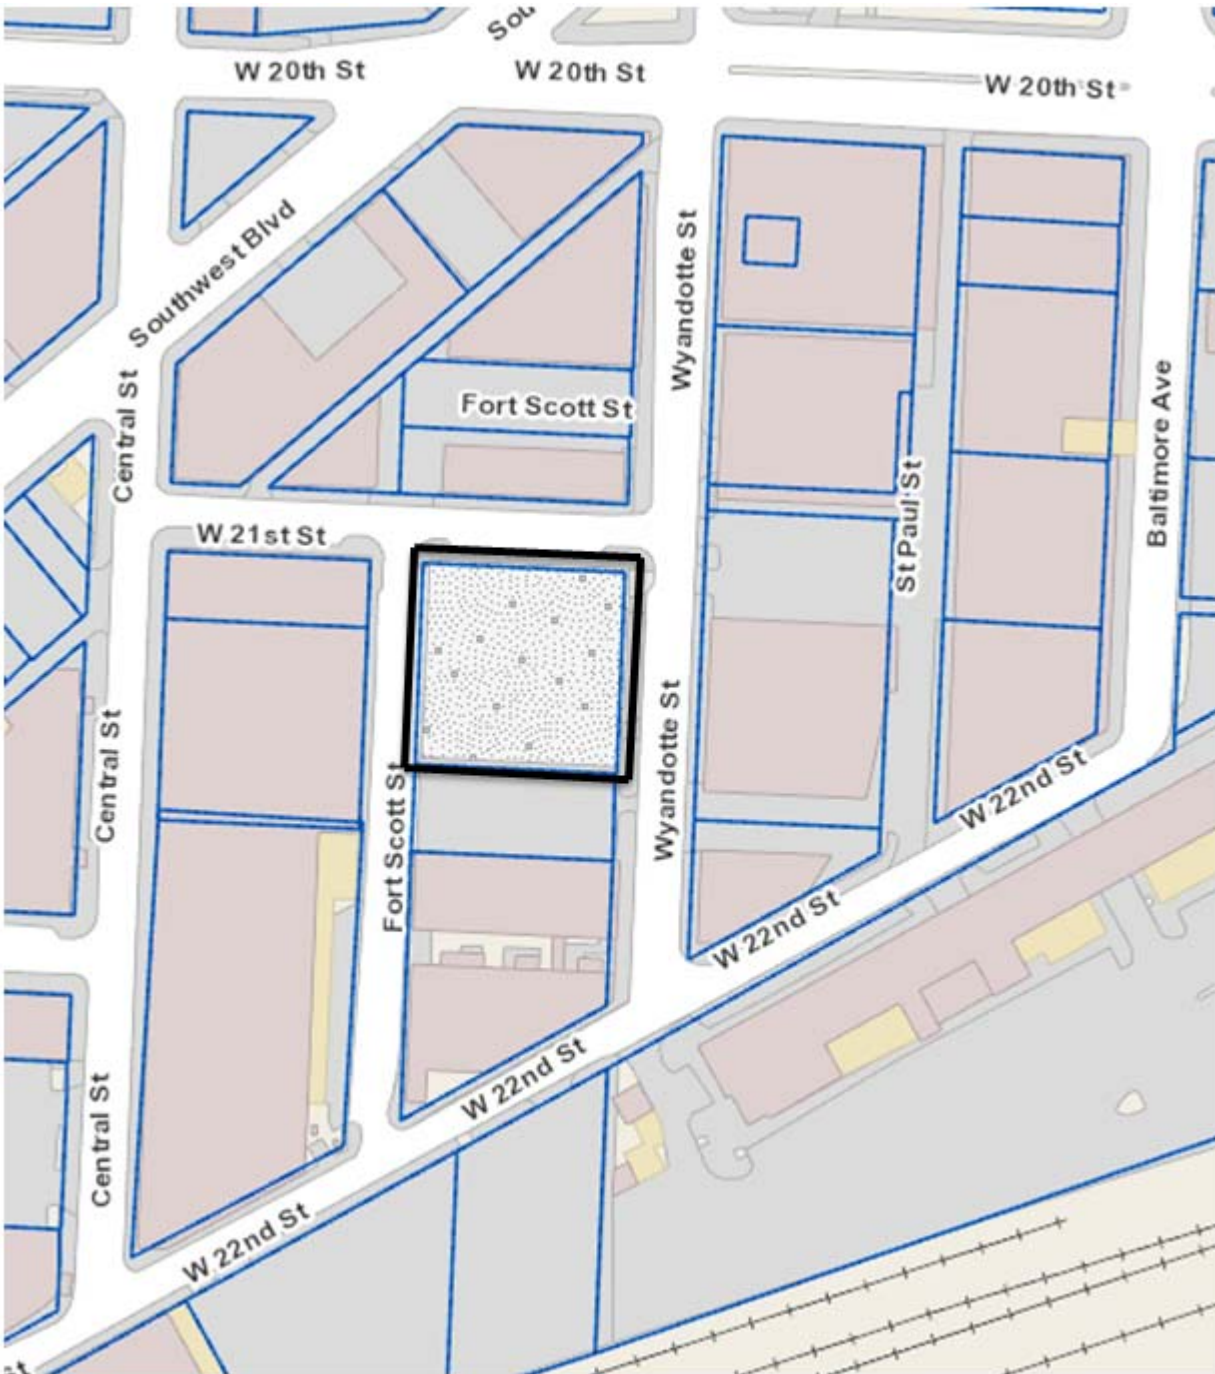 Sou
W 20th St
W 20th St
W 20th St
Southwest Blvd
Wyandotte St
Central St
Fort Scott St
Baltimore Ave
St Paul St
W 21st St
Central St
Wyandotte St
Fort Scott St
W 22nd St
W 22nd St
W 22nd St
Central St
W 22nd St
St